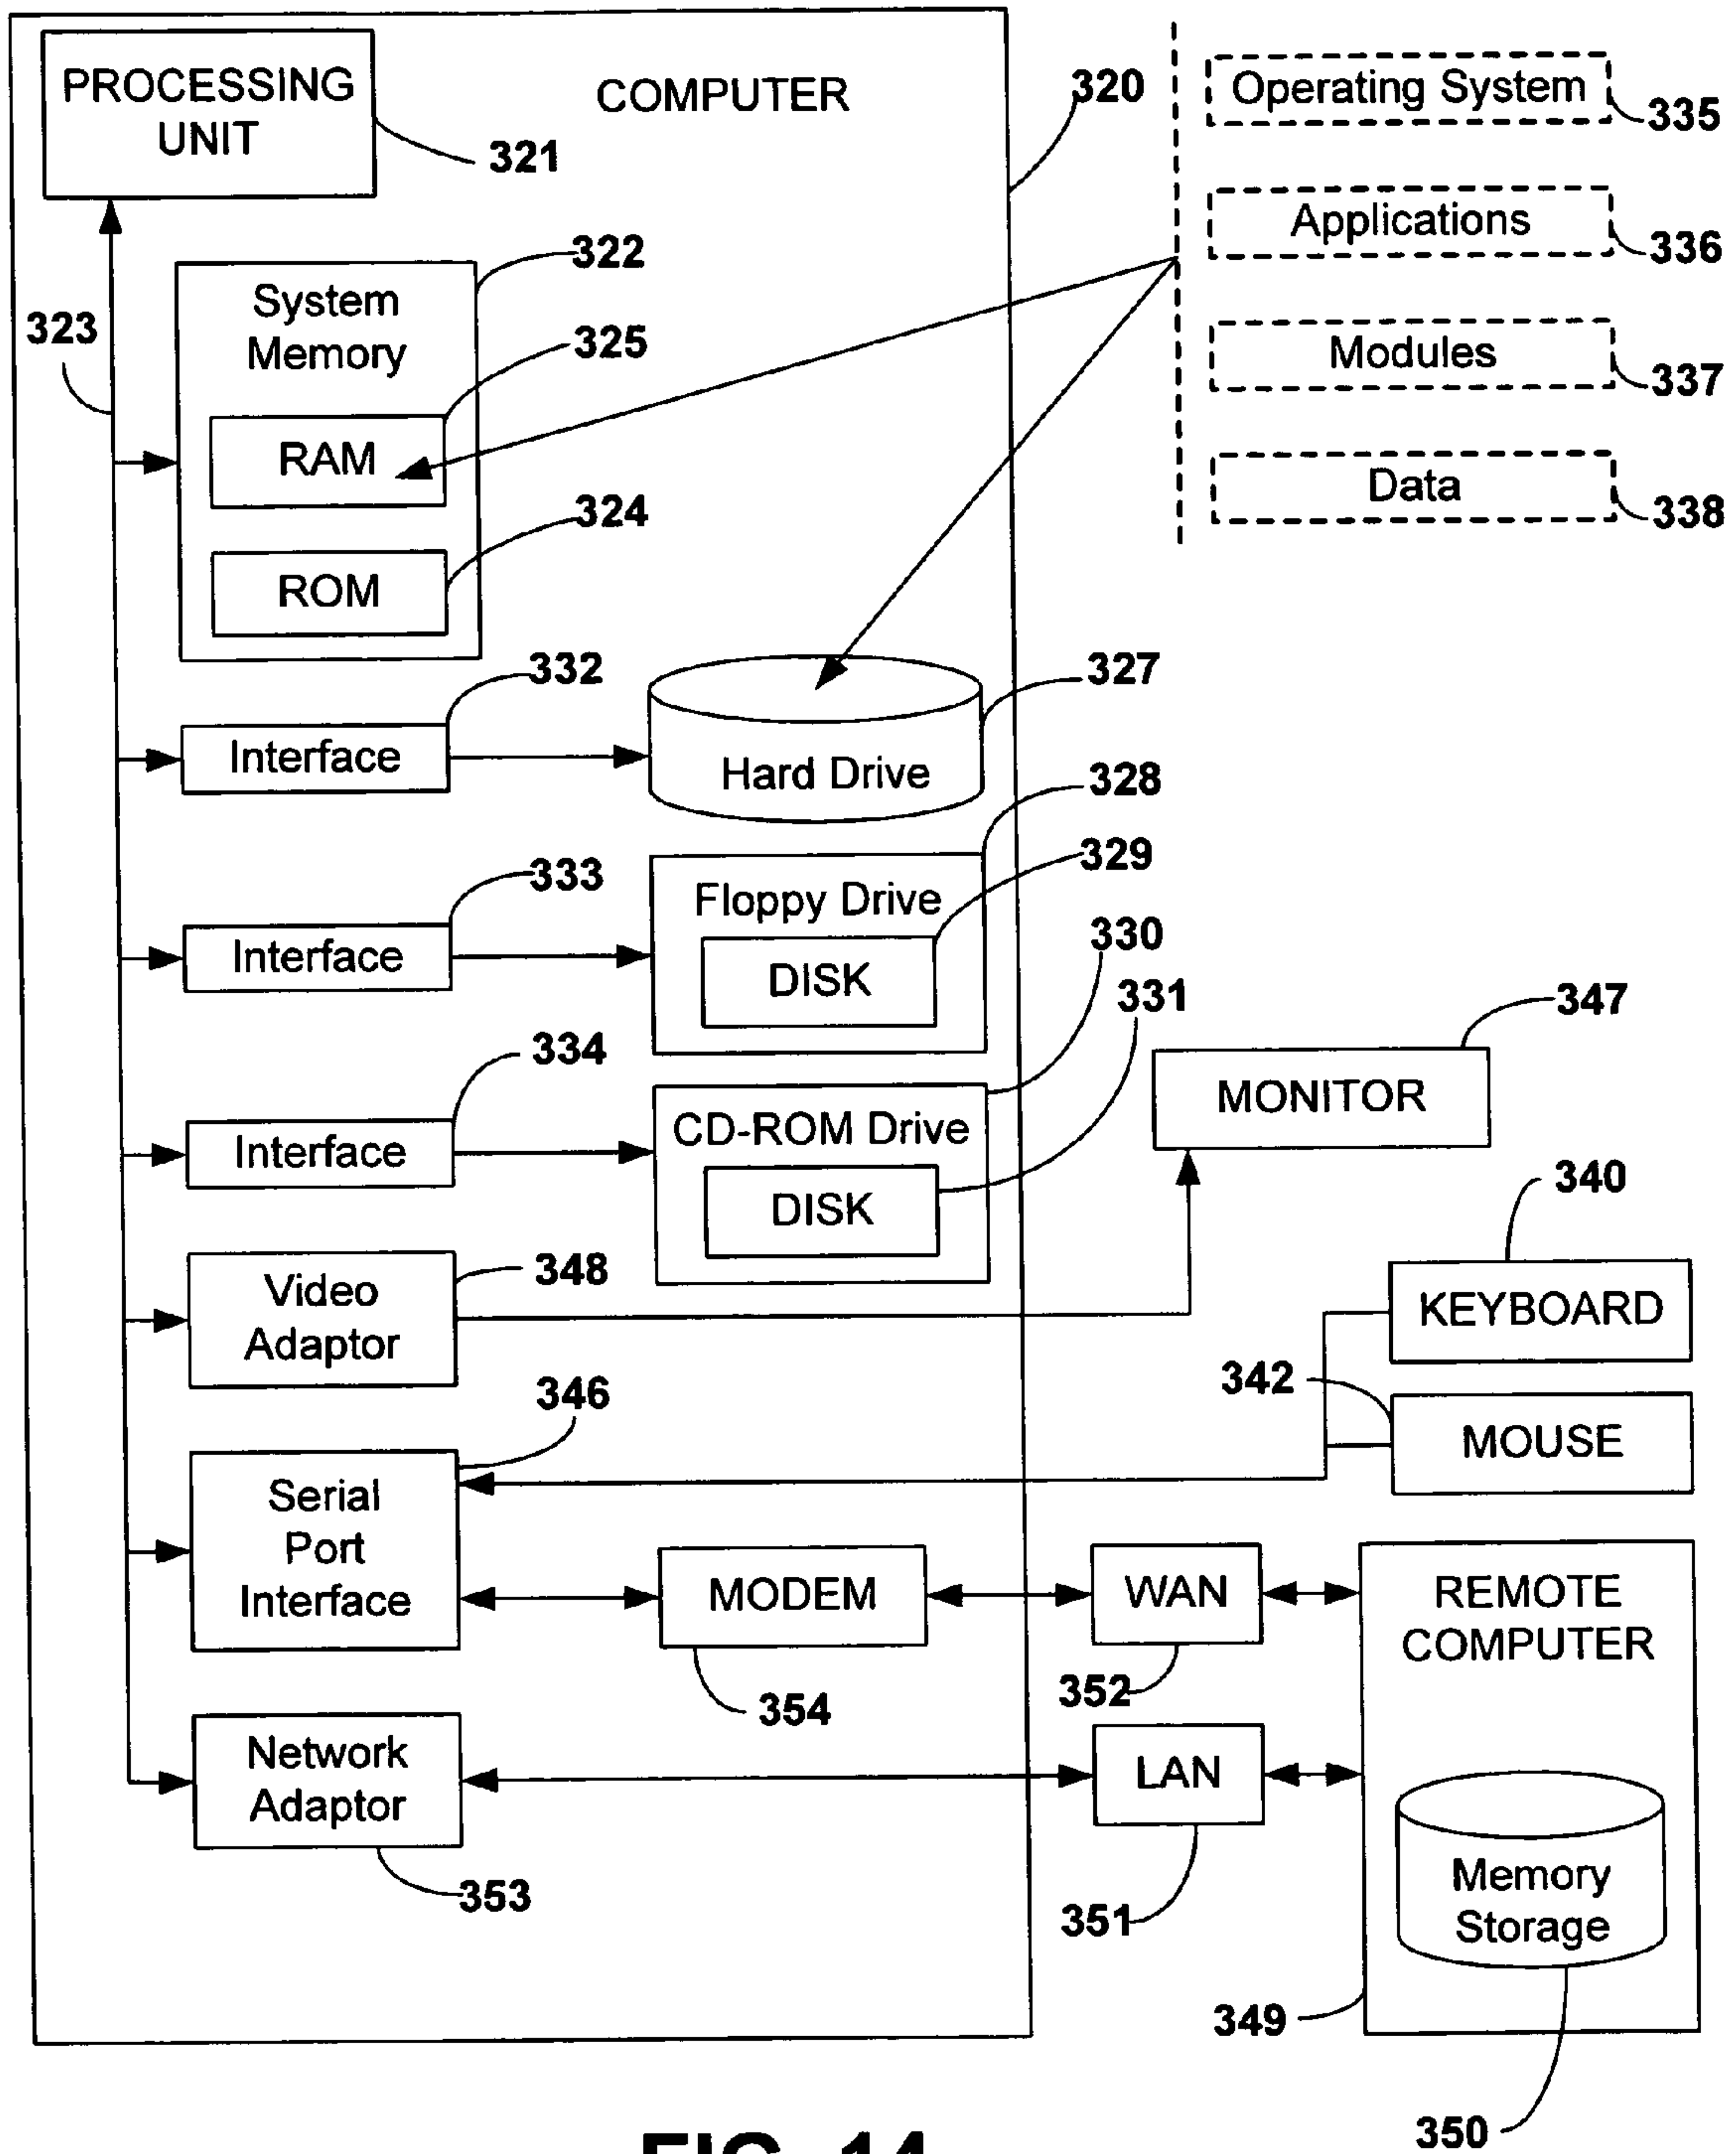 PROCESSING
UNIT
321
COMPUTER
320
Operating System
335
Applications
336
Modules
337
Data
338
322
System
Memory
323
325
RAM
324
ROM
332
Interface
327
Hard Drive
328
333
Interface
Floppy Drive
329
DISK
330
331
334
Interface
CD-ROM Drive
DISK
347
MONITOR
340
KEYBOARD
348
Video
Adaptor
342
MOUSE
346
Serial
Port
Interface
MODEM
354
WAN
352
REMOTE
COMPUTER
Network
Adaptor
353
LAN
351
Memory
Storage
349
350
FIG. 14